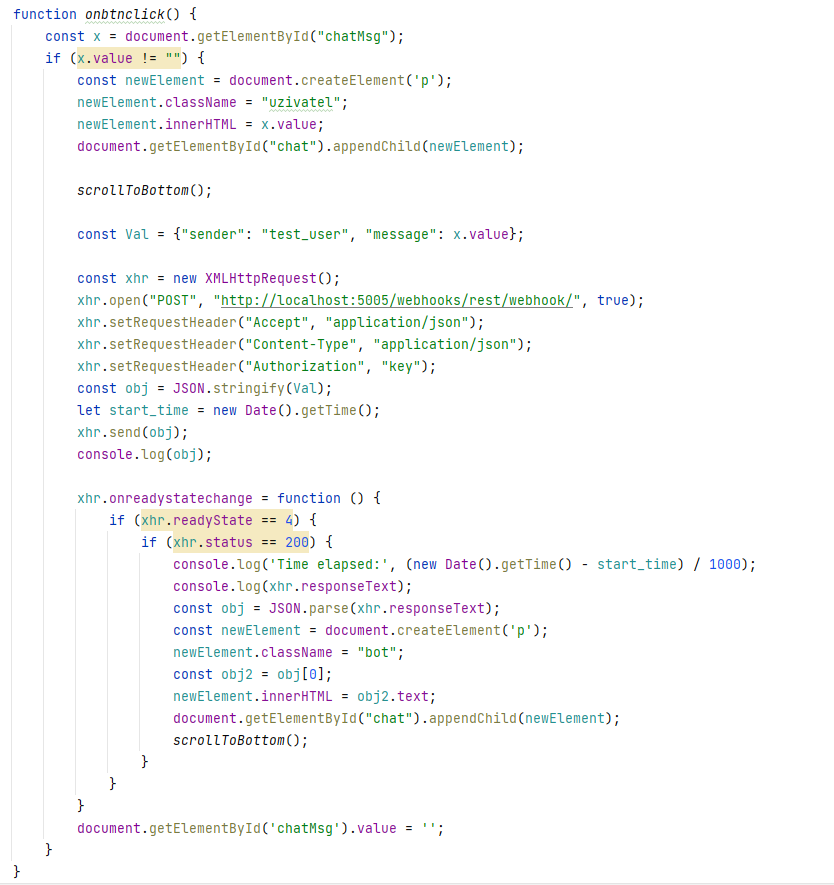 function onbtnclick() {
    const x = document.getElementById("chatMsg");
    if (x.value != "") {
        const newElement = document.createElement('p');
        newElement.className = "uzivatel";
        newElement.innerHTML = x.value;
        document.getElementById("chat").appendChild(newElement);

        scrollToBottom();

        const Val = {"sender": "test_user", "message": x.value};

        const xhr = new XMLHttpRequest();
        xhr.open("POST", "http://localhost:5005/webhooks/rest/webhook/", true);
        xhr.setRequestHeader("Accept", "application/json");
        xhr.setRequestHeader("Content-Type", "application/json");
        xhr.setRequestHeader("Authorization", "key");
        const obj = JSON.stringify(Val);
        let start_time = new Date().getTime();
        xhr.send(obj);
        console.log(obj);

        xhr.onreadystatechange = function () {
            if (xhr.readyState == 4) {
                if (xhr.status == 200) {
                    console.log('Time elapsed:', (new Date().getTime() - start_time) / 1000);
                    console.log(xhr.responseText);
                    const obj = JSON.parse(xhr.responseText);
                    const newElement = document.createElement('p');
                    newElement.className = "bot";
                    const obj2 = obj[0];
                    newElement.innerHTML = obj2.text;
                    document.getElementById("chat").appendChild(newElement);
                    scrollToBottom();
                }
            }
        }
        document.getElementById('chatMsg').value = '';
    }
}